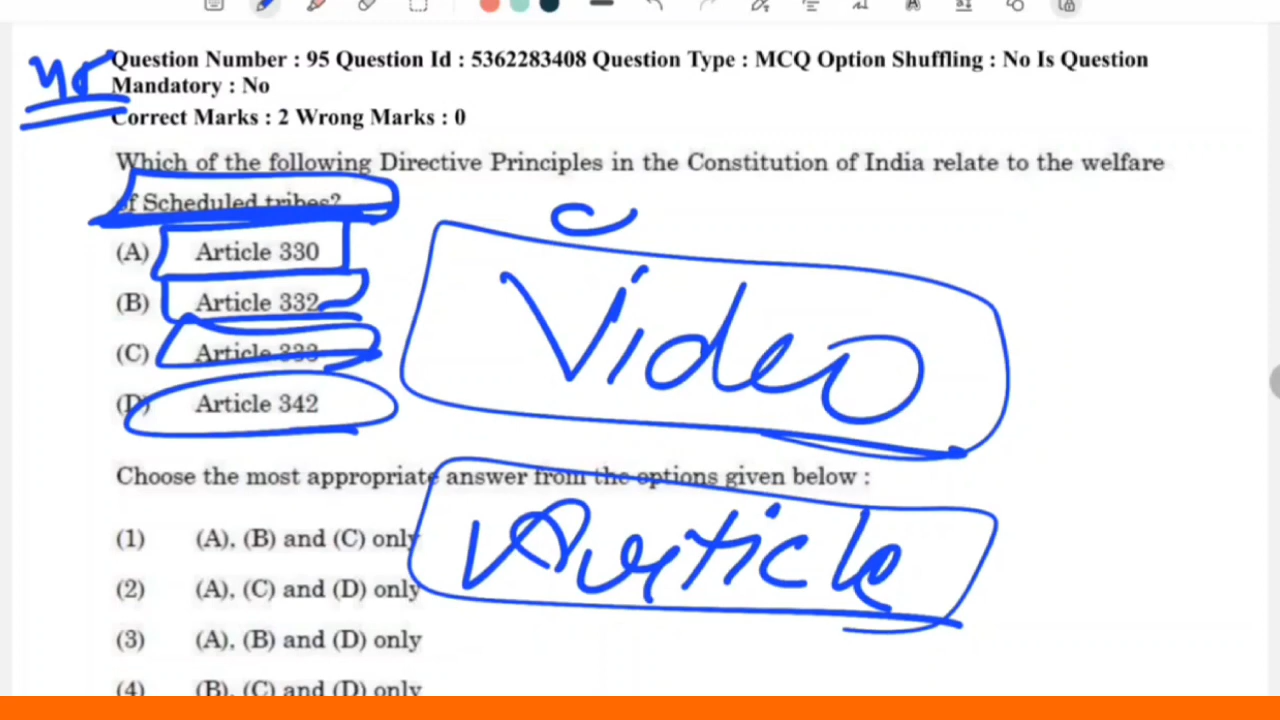 Question Number : 95 Question Id : 5362283408 Question Type : MCQ Option Shuffling : No Is Question
Mandatory : No
Correct Marks : 2 Wrong Marks : 0
Which of the following Directive Principles in the Constitution of India relate to the welfare
of Scheduled tribes?
(A) Article 330
(B) Article 332
(C) Article 333
(D) Article 342
Video
Choose the most appropriate answer from the options given below :
Article
(1) (A), (B) and (C) only
(2) (A), (C) and (D) only
(3) (A), (B) and (D) only
(4) (B), (C) and (D) only